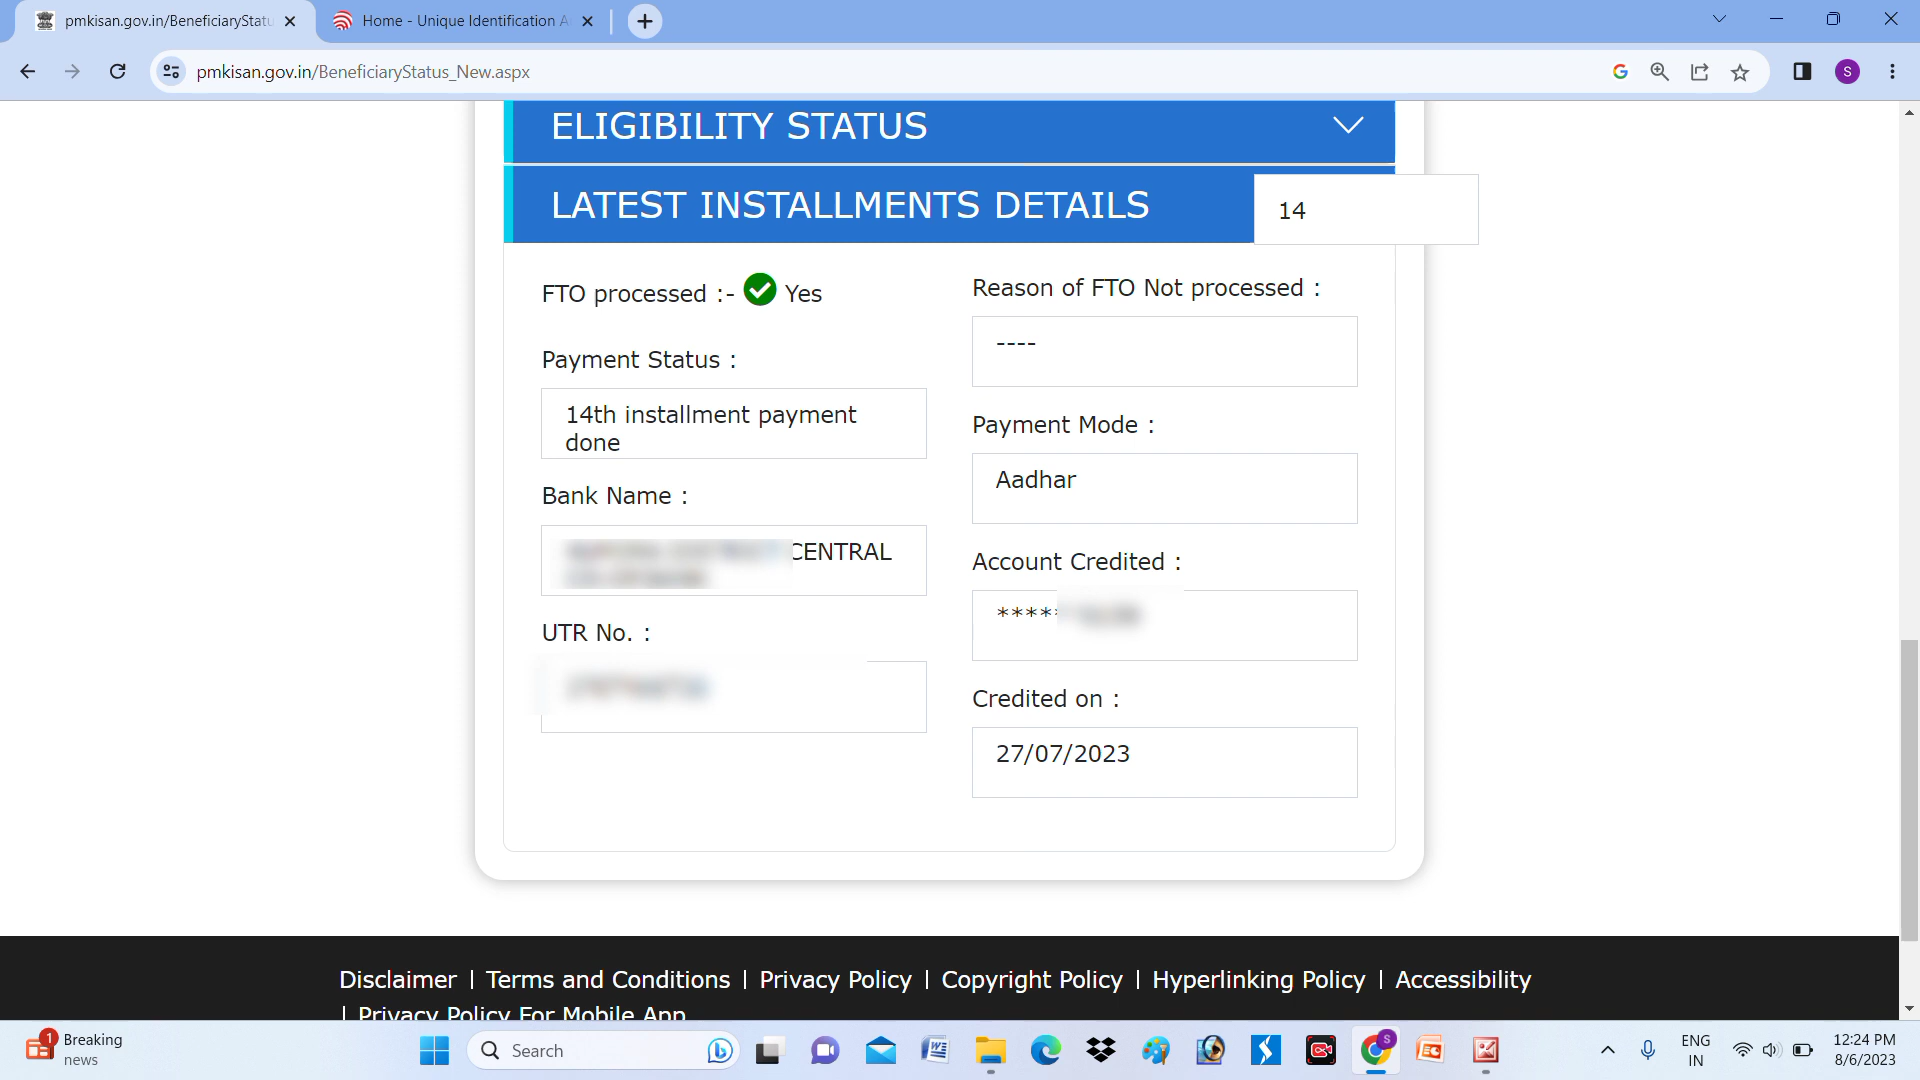 pmkisan.gov.in/BeneficiaryStatu
Home - Unique Identification A
pmkisan.gov.in/BeneficiaryStatus_New.aspx
S
ELIGIBILITY STATUS
LATEST INSTALLMENTS DETAILS
14
FTO processed :- Yes
Reason of FTO Not processed :
----
Payment Status :
14th installment payment
done
Payment Mode :
Aadhar
Bank Name :
CENTRAL
Account Credited :
*****
UTR No. :
Credited on :
27/07/2023
Disclaimer | Terms and Conditions | Privacy Policy | Copyright Policy | Hyperlinking Policy | Accessibility
| Privacy Policy For Mobile App
1
Breaking
news
Search
ENG
IN
12:24 PM
8/6/2023